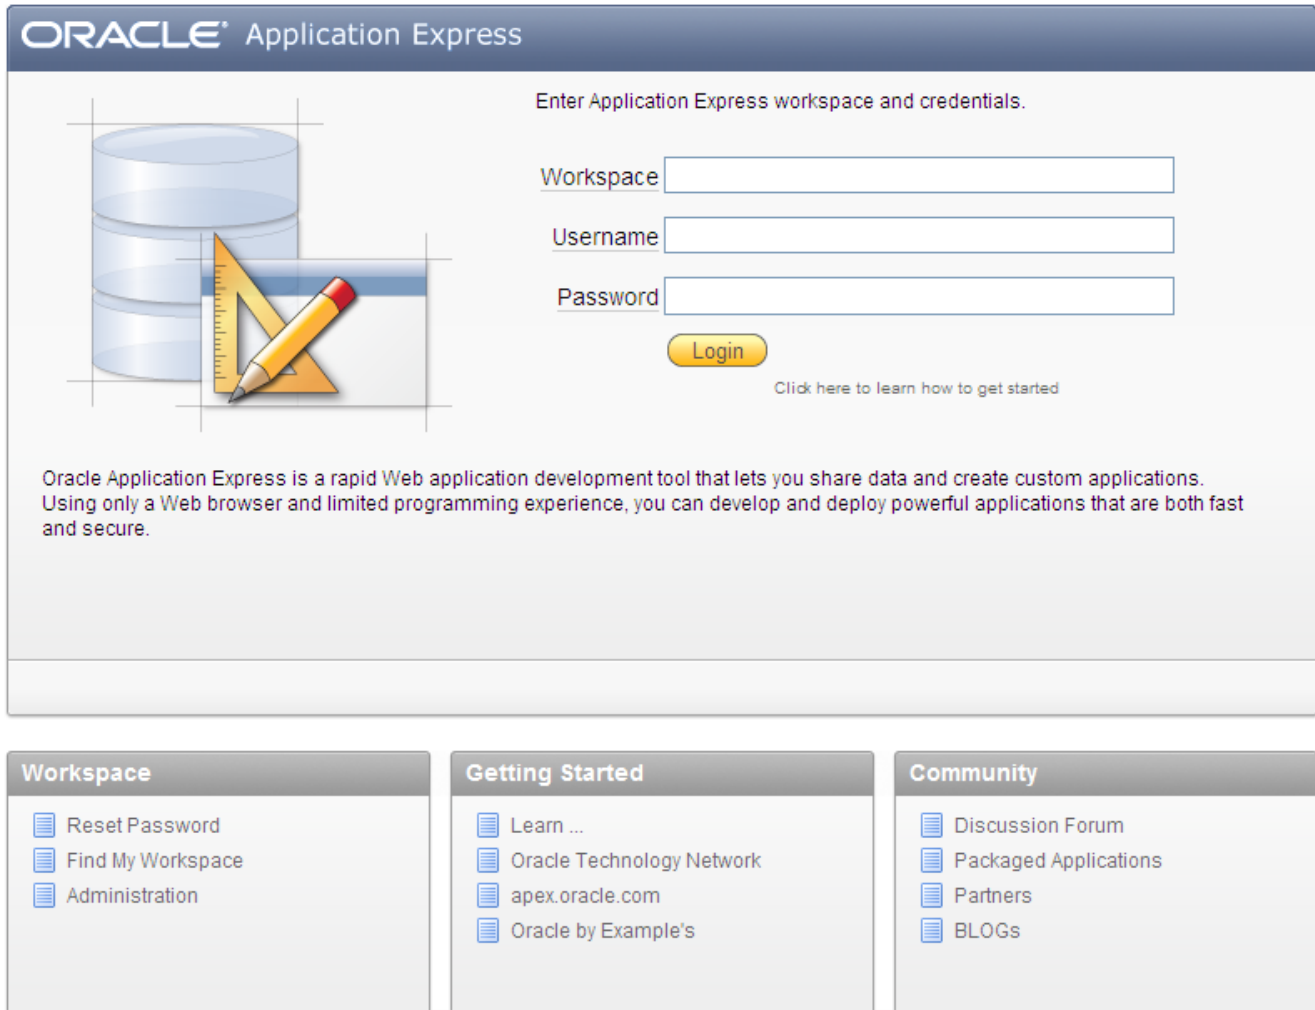 ORACLE® Application Express
Enter Application Express workspace and credentials.
Workspace
Username
Password
Login
Click here to learn how to get started
Oracle Application Express is a rapid Web application development tool that lets you share data and create custom applications.
Using only a Web browser and limited programming experience, you can develop and deploy powerful applications that are both fast
and secure.
Workspace
Reset Password
Find My Workspace
Administration
Getting Started
Learn ...
Oracle Technology Network
apex.oracle.com
Oracle by Example's
Community
Discussion Forum
Packaged Applications
Partners
BLOGs